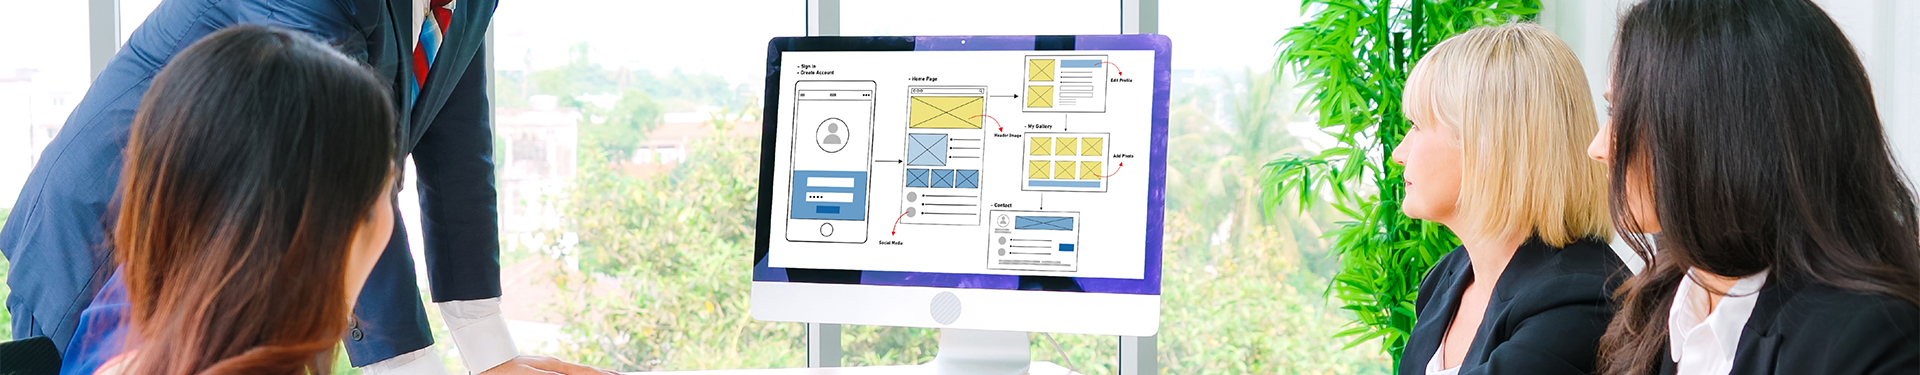 - Sign in
- Create Account
- Home Page
Header Image
Social Media
Edit Profile
- My Gallery
Add Photo
- Contact